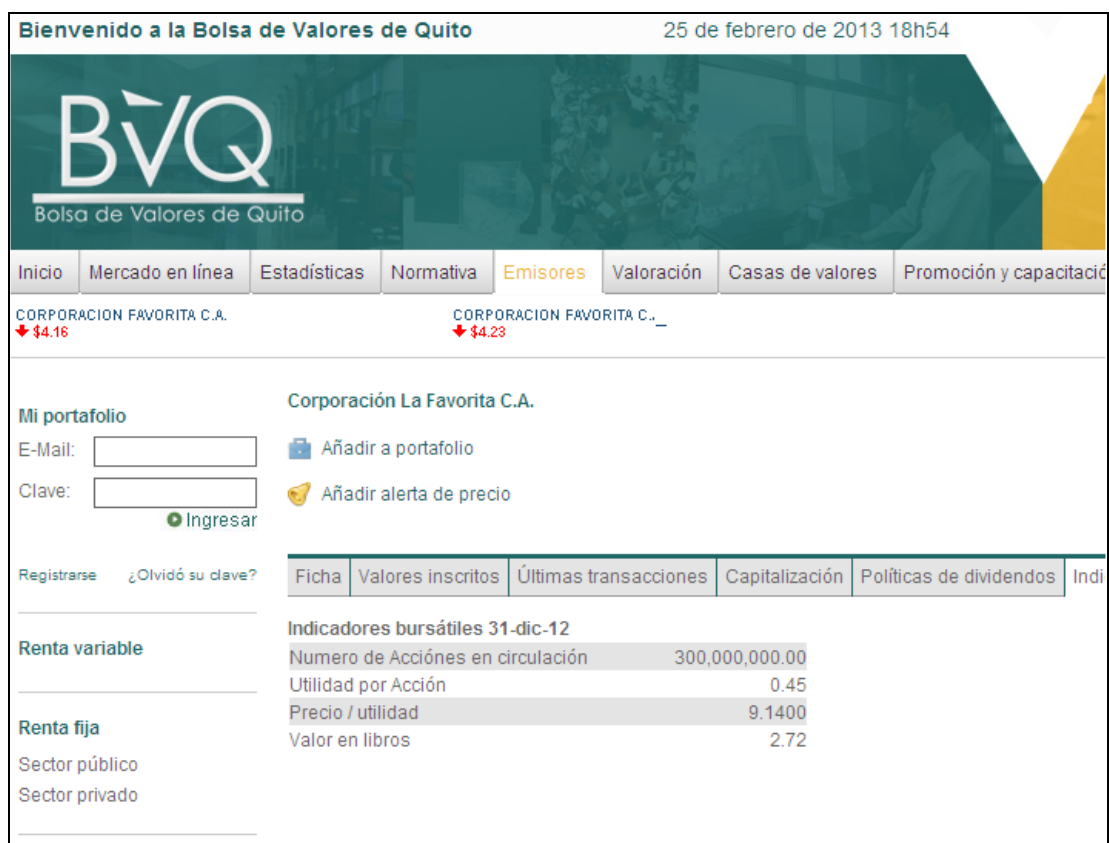 Bienvenido a la Bolsa de Valores de Quito 25 de febrero de 2013 18h54
BVQ
Bolsa de Valores de Quito
Inicio Mercado en línea Estadísticas Normativa Emisores Valoración Casas de valores Promoción y capacitació
CORPORACION FAVORITA C.A. CORPORACION FAVORITA C.._
$4.16 $4.23
Mi portafolio
E-Mail:
Clave:
Ingresar
Registrarse ¿Olvidó su clave?
Renta variable
Renta fija
Sector público
Sector privado
Corporación La Favorita C.A.
Añadir a portafolio
Añadir alerta de precio
Ficha Valores inscritos Últimas transacciones Capitalización Políticas de dividendos Indi
Indicadores bursátiles 31-dic-12
Numero de Acciónes en circulación 300,000,000.00
Utilidad por Acción 0.45
Precio / utilidad 9.1400
Valor en libros 2.72